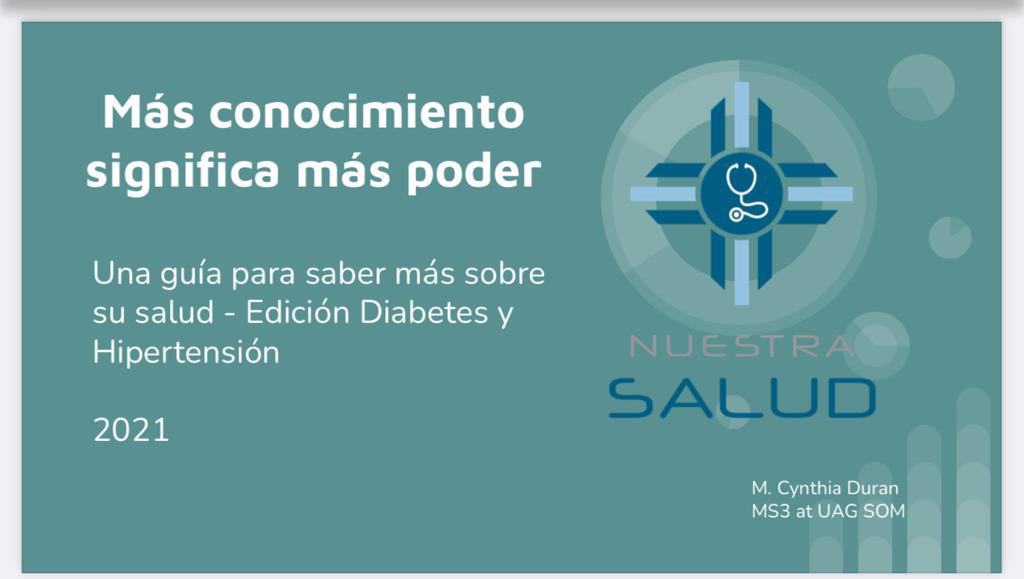 Más conocimiento
significa más poder
Una guía para saber más sobre
su salud - Edición Diabetes y
Hipertensión
2021
NUESTRA
SALUD
M. Cynthia Duran
MS3 at UAG SOM